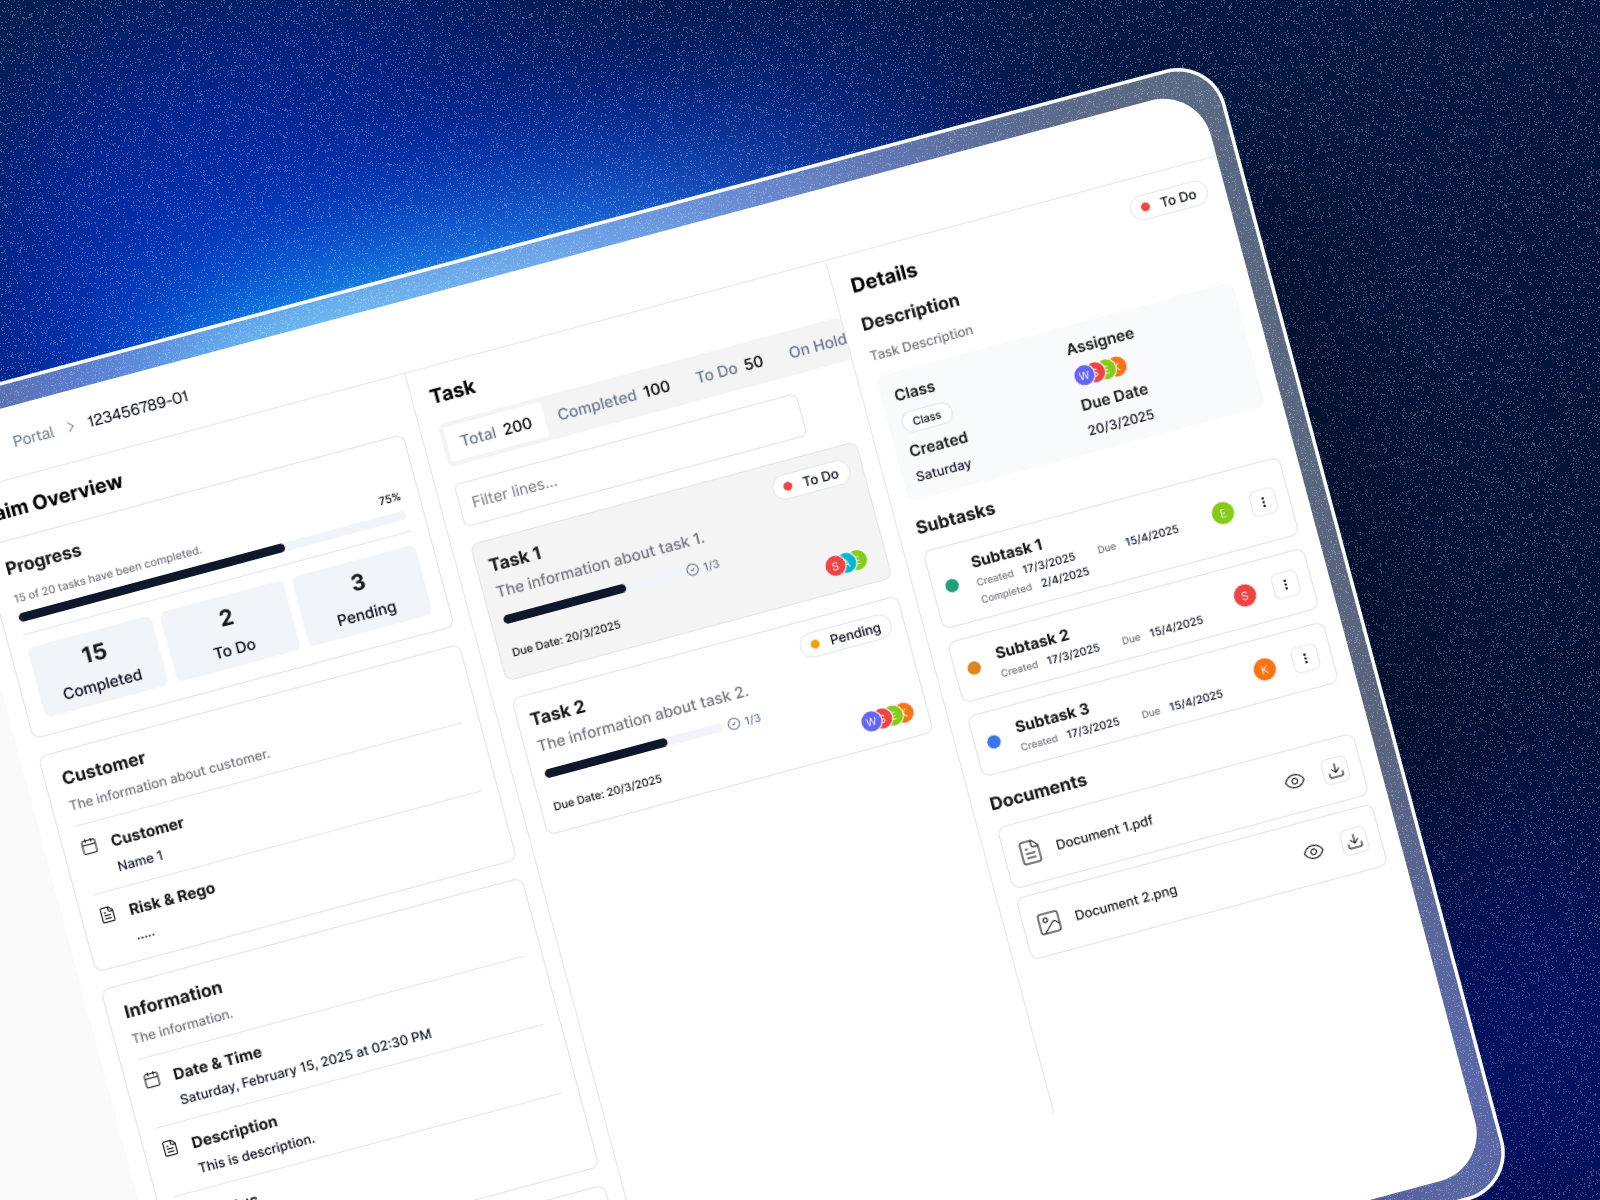 Portal > 123456789-01
aim Overview
Progress
75%
15 of 20 tasks have been completed.
15
Completed
2
To Do
3
Pending
Customer
The information about customer.
Customer
Name 1
Risk & Rego
.....
Information
The information.
Date & Time
Saturday, February 15, 2025 at 02:30 PM
Description
This is description.
Task
Total 200
Completed 100
To Do 50
On Hold
Filter lines...
To Do
Task 1
The information about task 1.
1/3
S
E
Due Date: 20/3/2025
Pending
Task 2
The information about task 2.
1/3
W
S
Due Date: 20/3/2025
To Do
Details
Description
Task Description
Class
Class
Created
Saturday
Assignee
W
S
Due Date
20/3/2025
Subtasks
Subtask 1
Created 17/3/2025 Due 15/4/2025
Completed 2/4/2025
E
Subtask 2
Created 17/3/2025 Due 15/4/2025
S
Subtask 3
Created 17/3/2025 Due 15/4/2025
K
Documents
Document 1.pdf
Document 2.png